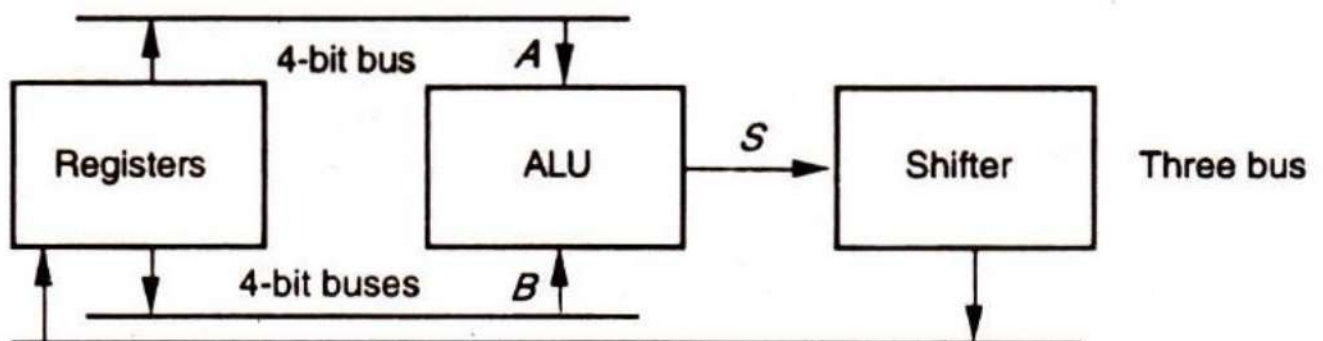 4-bit bus
A
Registers
ALU
S
Shifter
Three bus
4-bit buses
B